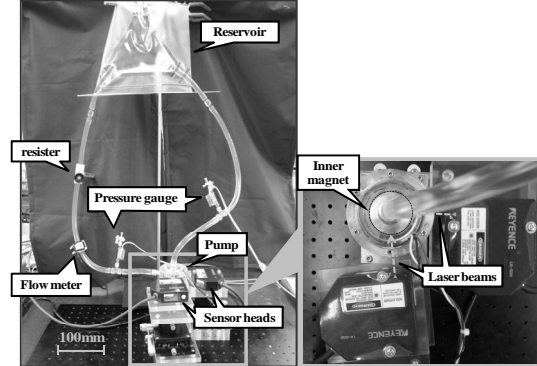 Reservoir
resister
Pressure gauge
Pump
Flow meter
Sensor heads
100mm
Inner
magnet
Laser beams
KEYENCE
KEYENCE